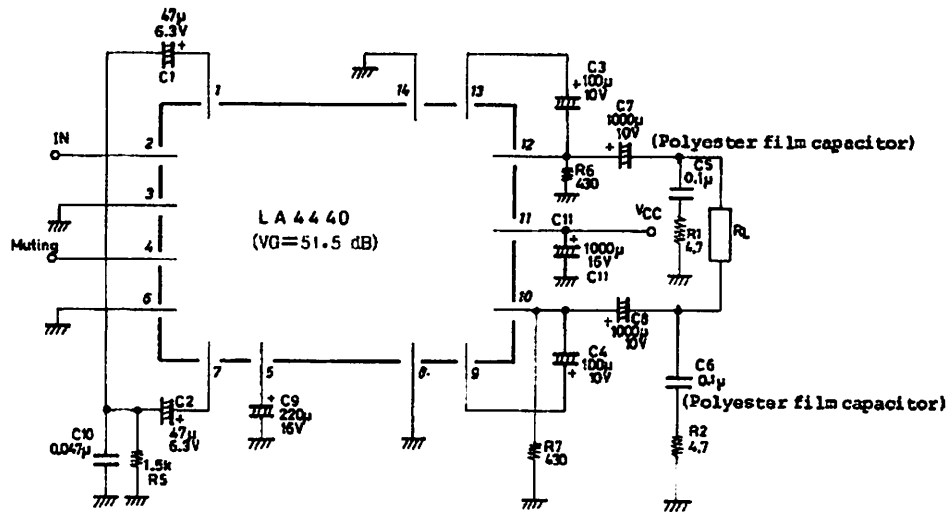 47μ
6.3V
+
C1
1
14
13
+
C3
100μ
10V
C7
1000μ
10V
+
(Polyester film capacitor)
IN
2
12
R6
430
C5
0.1μ
3
LA4440
(VG=51.5 dB)
11
C11
VCC
R1
4.7
RL
Muting
4
+
1000μ
16V
C11
6
10
+
C8
1000μ
10V
7
5
8
9
C4
100μ
10V
+
C6
0.1μ
(Polyester film capacitor)
C2
+
47μ
6.3V
+
C9
220μ
16V
C10
0.047μ
1.5k
R5
R7
430
R2
4.7